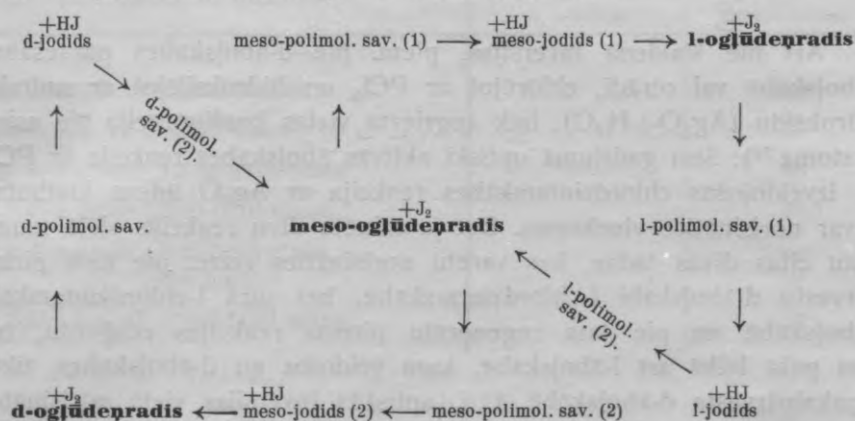 +HJ +HJ +J₂
d-jodids meso-polimol. sav. (1) ⟶ meso-jodids (1) ⟶ l-ogļūdeņradis
d-polimol.
sav. (2).
+J₂
d-polimol. sav. meso-ogļūdeņradis l-polimol. sav. (1)
l-polimol.
sav (2).
+J₂ +HJ +HJ
d-ogļūdeņradis ⟵ meso-jodids (2) ⟵ meso-polimol. sav. (2) l-jodids